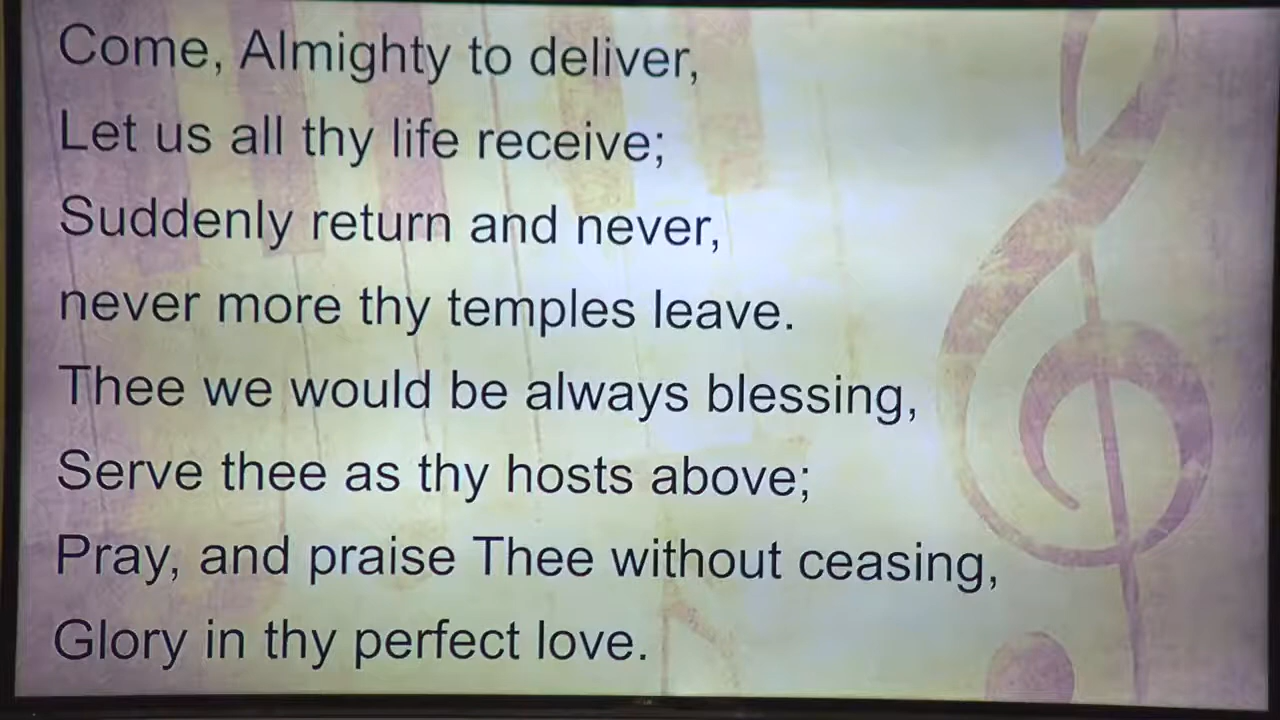 Come, Almighty to deliver,
Let us all thy life receive;
Suddenly return and never,
never more thy temples leave.
Thee we would be always blessing,
Serve thee as thy hosts above;
Pray, and praise Thee without ceasing,
Glory in thy perfect love.